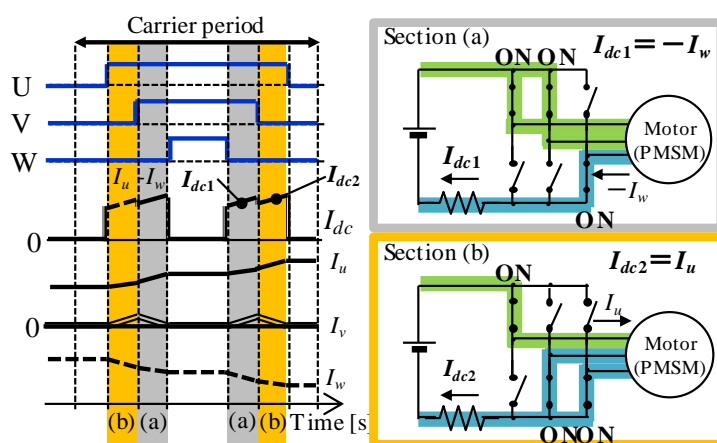 Carrier period
U
V
W
I_u -I_w I_dc1 I_dc2
0 I_dc
I_u
0 I_v
I_w
(b) (a) (a) (b) Time [s]
Section (a) I_dc1 = −I_w
ON ON
Motor
(PMSM)
I_dc1
−I_w
ON
Section (b) I_dc2 = I_u
ON
I_u
Motor
(PMSM)
I_dc2
ON ON